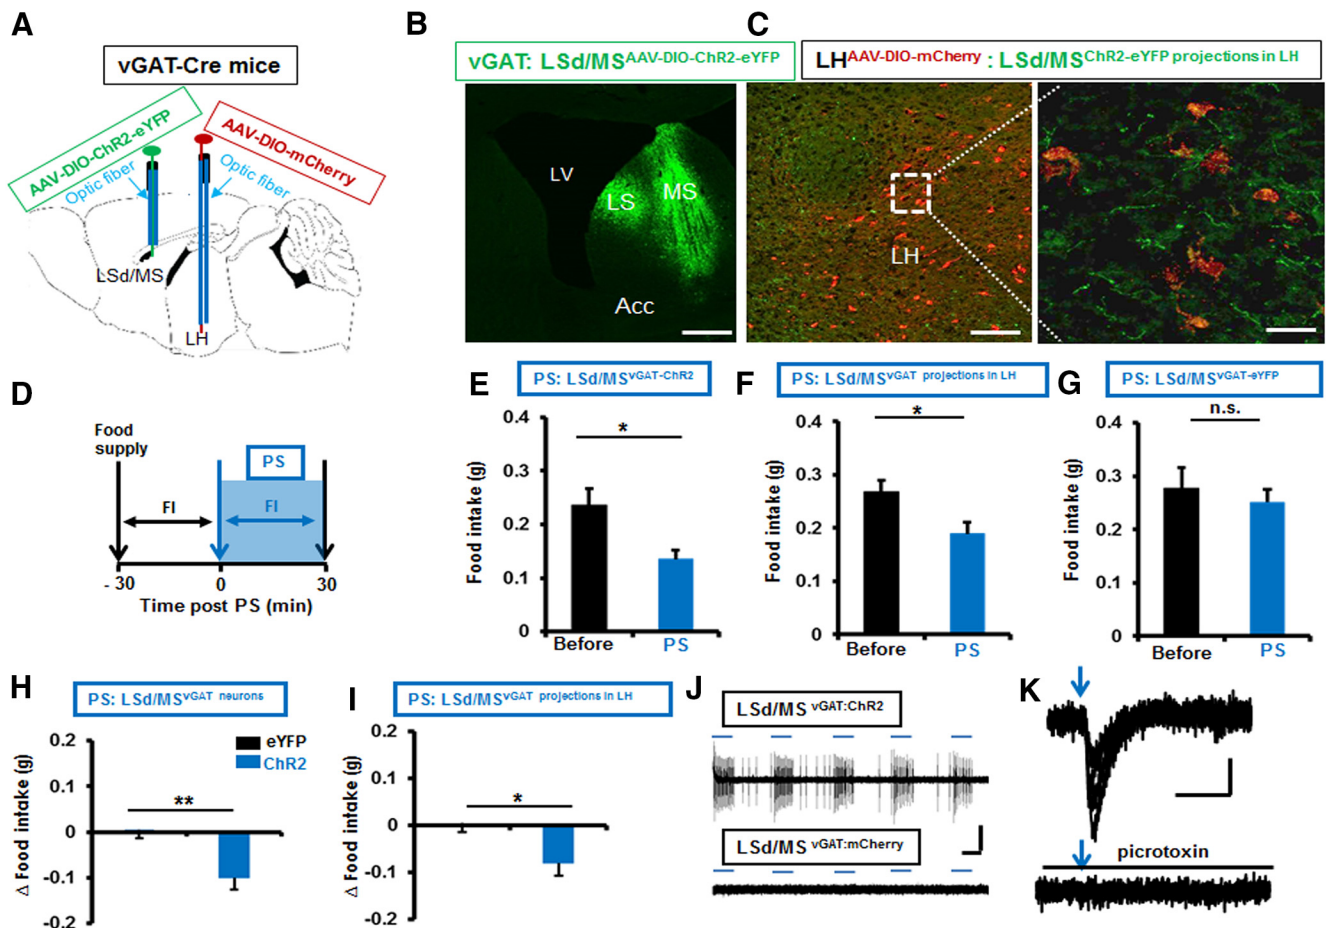 A
vGAT-Cre mice
AAV-DIO-ChR2-eYFP
AAV-DIO-mCherry
Optic fiber
Optic fiber
LSd/MS
LH
B
vGAT: LSd/MSAAV-DIO-ChR2-eYFP
LV
LS
MS
Acc
C
LHAAV-DIO-mCherry : LSd/MSChR2-eYFP projections in LH
LH
D
Food
supply
PS
FI
FI
- 30
0
30
Time post PS (min)
E
PS: LSd/MSvGAT-ChR2
*
0.4
0.3
0.2
0.1
0
Food intake (g)
Before
PS
F
PS: LSd/MSvGAT projections in LH
*
0.4
0.3
0.2
0.1
0
Food intake (g)
Before
PS
G
PS: LSd/MSvGAT-eYFP
n.s.
0.4
0.3
0.2
0.1
0
Food intake (g)
Before
PS
H
PS: LSd/MSvGAT neurons
eYFP
ChR2
**
0.2
0.1
0
-0.1
-0.2
Δ Food intake (g)
I
PS: LSd/MSvGAT projections in LH
*
0.2
0.1
0
-0.1
-0.2
Δ Food intake (g)
J
LSd/MS vGAT:ChR2
LSd/MS vGAT:mCherry
K
picrotoxin